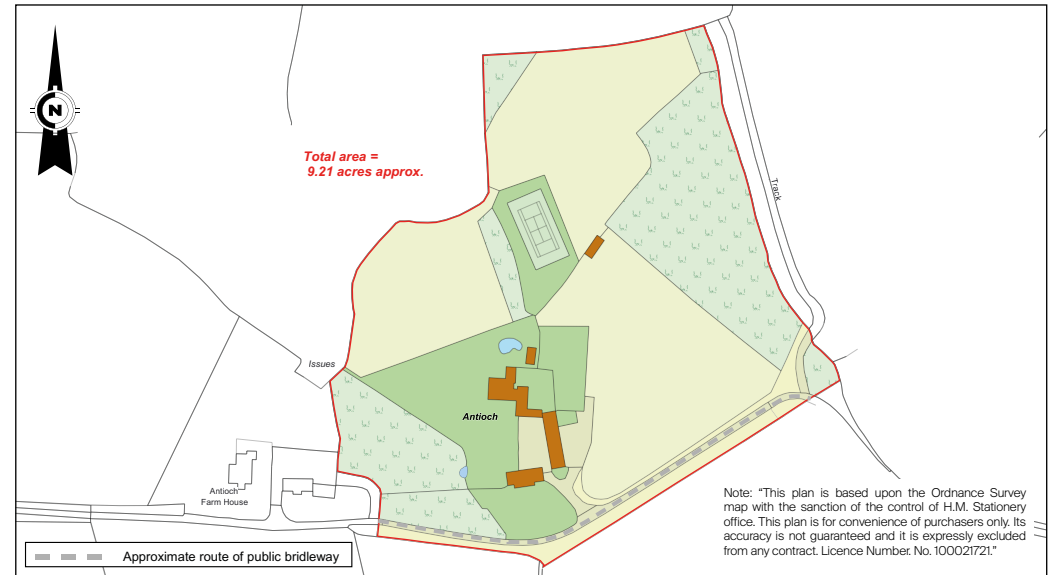 N
Total area =
9.21 acres approx.
Track
Issues
Antioch
Antioch
Farm House
Note: “This plan is based upon the Ordnance Survey
map with the sanction of the control of H.M. Stationery
office. This plan is for convenience of purchasers only. Its
accuracy is not guaranteed and it is expressly excluded
from any contract. Licence Number. No. 100021721.”
Approximate route of public bridleway